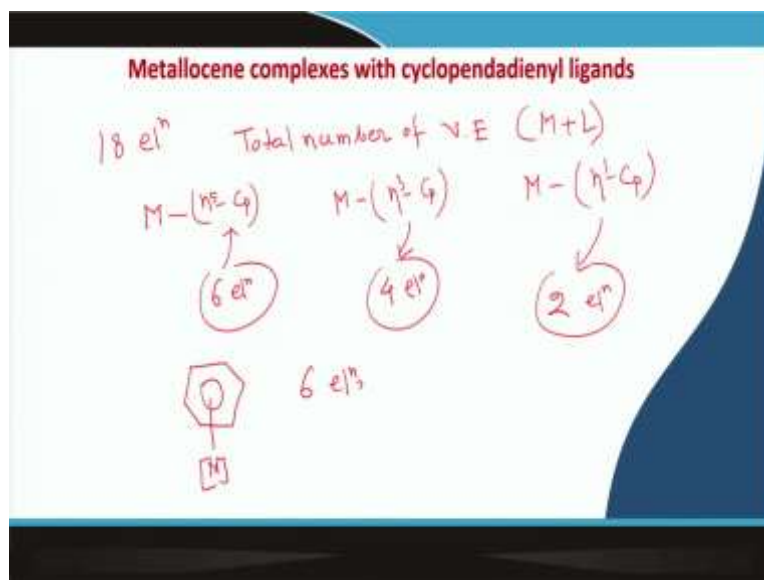 Metallocene complexes with cyclopendadienyl ligands
18 elⁿ Total number of V.E (M+L)
M-(η⁵-Cp) M-(η³-Cp) M-(η¹-Cp)
6 elⁿ 4 elⁿ 2 elⁿ
6 elⁿs
[M]